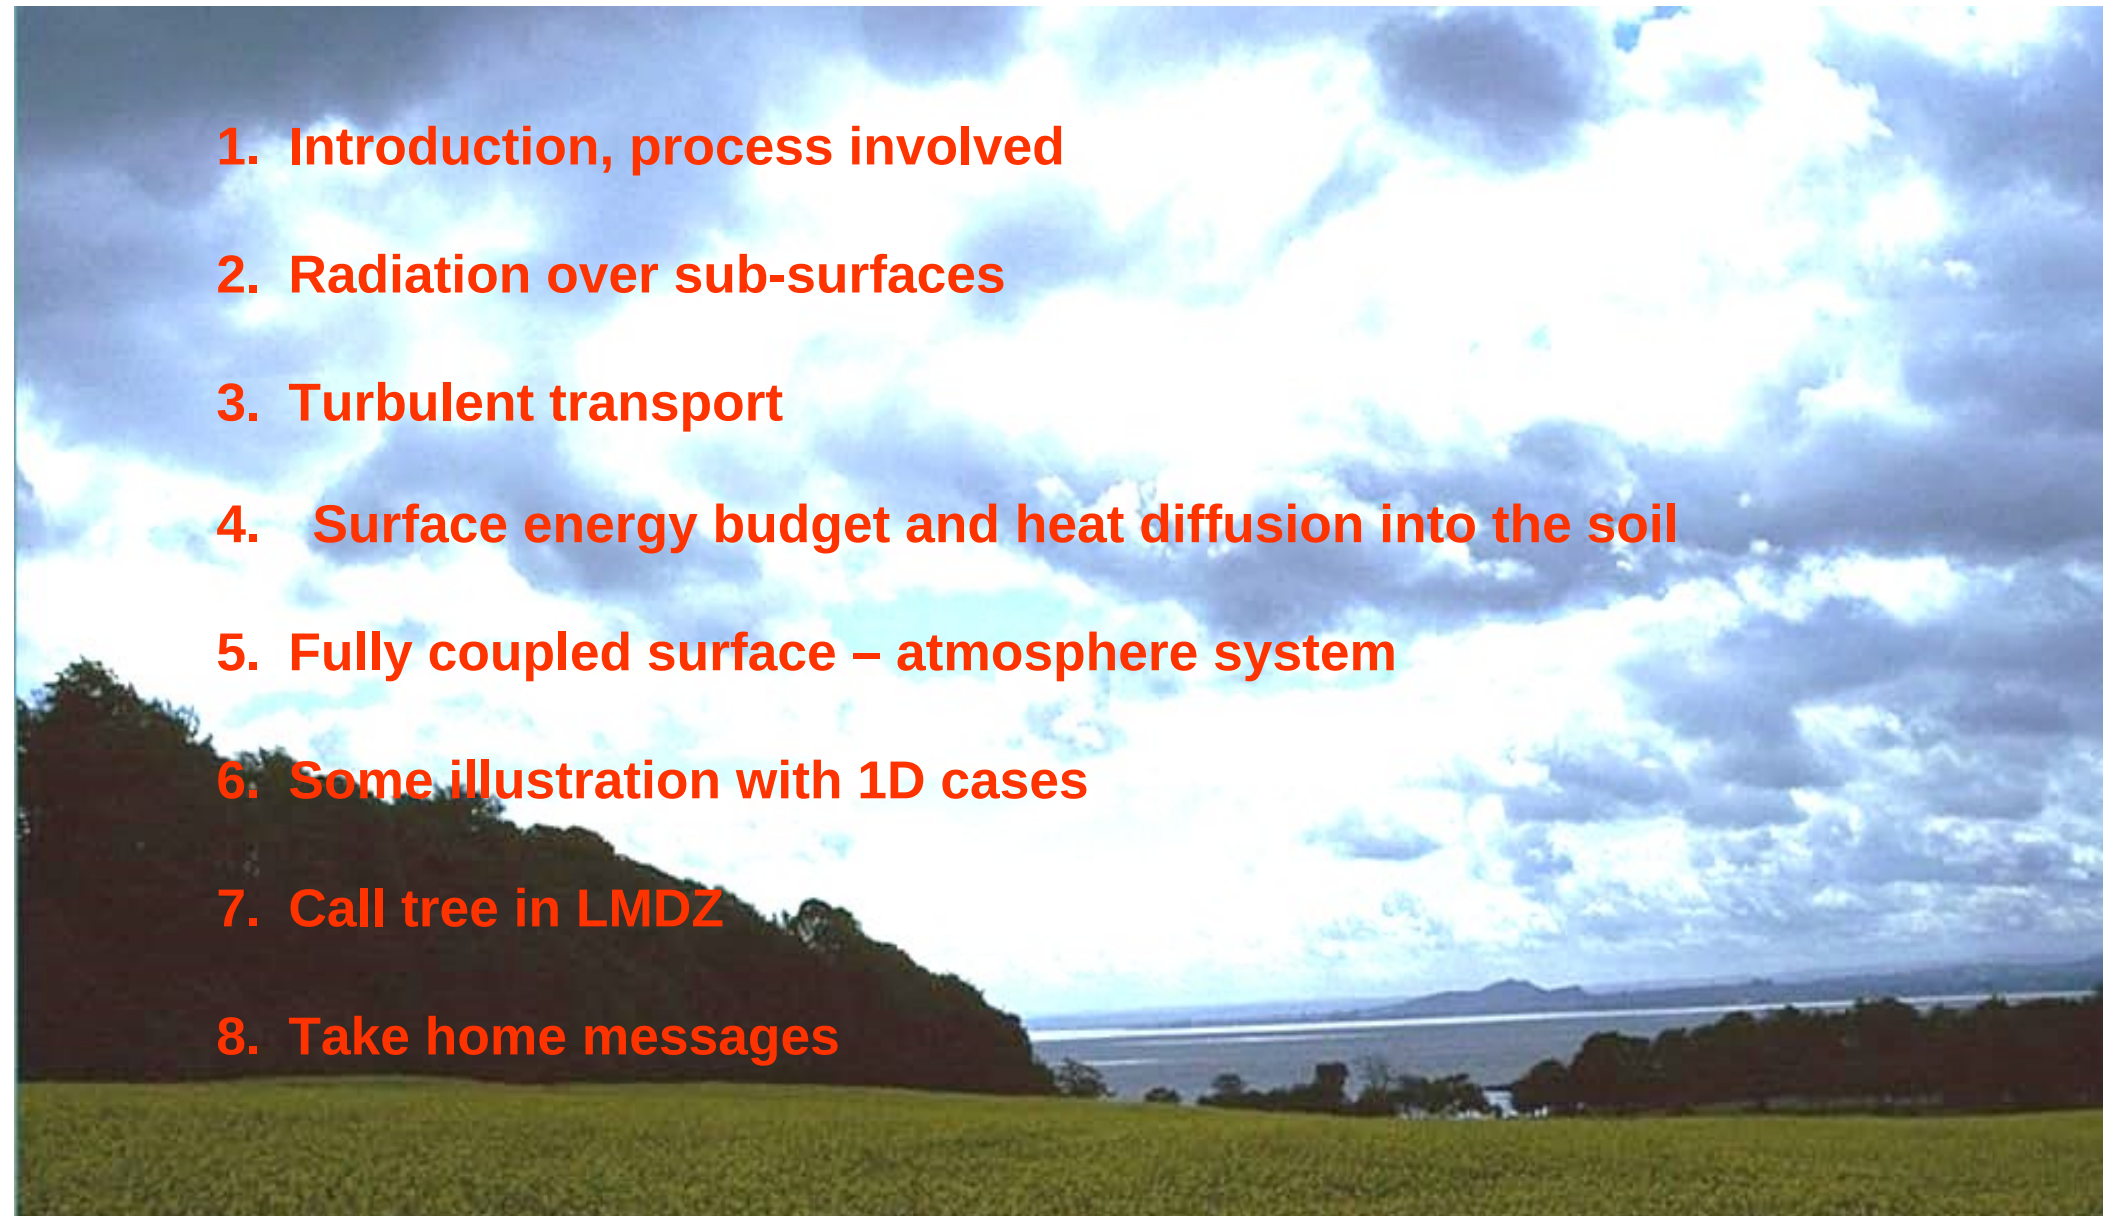 1. Introduction, process involved
2. Radiation over sub-surfaces
3. Turbulent transport
4. Surface energy budget and heat diffusion into the soil
5. Fully coupled surface – atmosphere system
6. Some illustration with 1D cases
7. Call tree in LMDZ
8. Take home messages